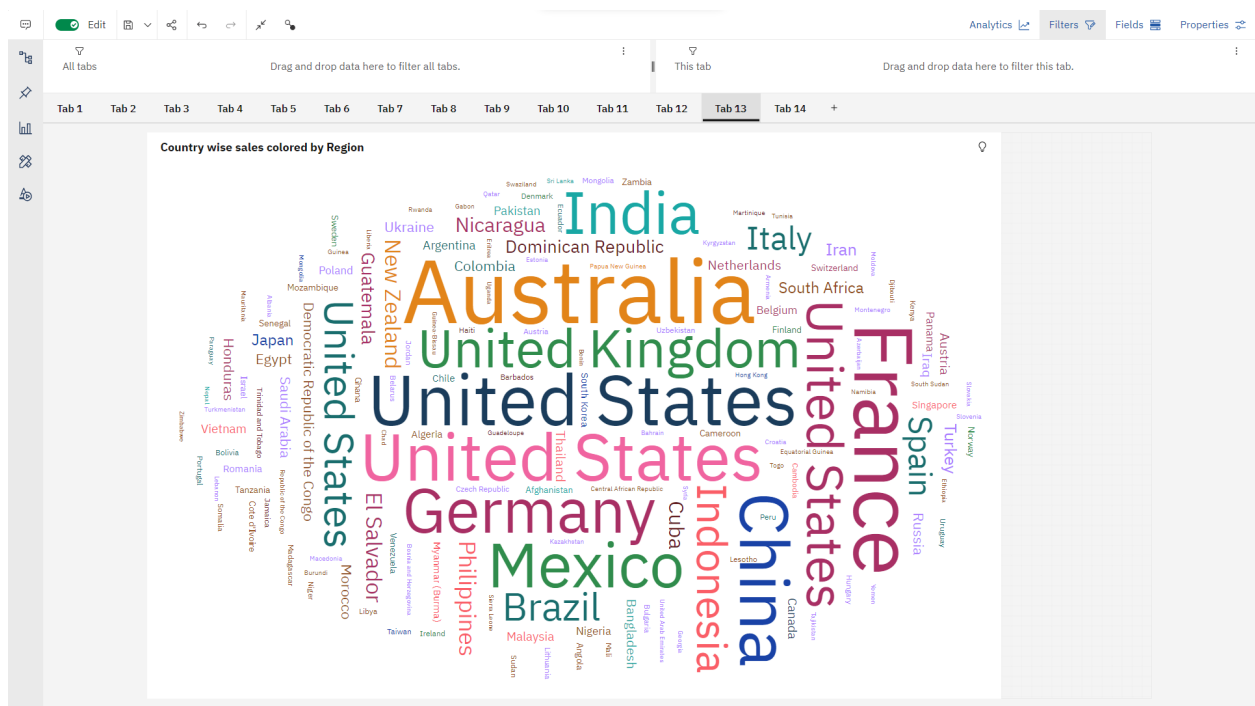 Edit
Analytics
Filters
Fields
Properties
All tabs
Drag and drop data here to filter all tabs.
This tab
Drag and drop data here to filter this tab.
Tab 1
Tab 2
Tab 3
Tab 4
Tab 5
Tab 6
Tab 7
Tab 8
Tab 9
Tab 10
Tab 11
Tab 12
Tab 13
Tab 14
+
Country wise sales colored by Region
Swaziland
Sri Lanka
Mongolia
Zambia
Qatar
Denmark
India
Rwanda
Gabon
Pakistan
Ecuador
Martinique
Tunisia
Sweden
Ukraine
Nicaragua
Liberia
Argentina
Eritrea
Dominican Republic
Kyrgyzstan
Italy
Iran
Moldova
Guinea
Guatemala
New Zealand
Estonia
Mongolia
Poland
Colombia
Papua New Guinea
Netherlands
Switzerland
Mozambique
Uganda
Australia
Armenia
South Africa
Djibouti
Mauritania
Albania
Senegal
Democratic Republic of the Congo
United States
Guinea-Bissau
Belgium
United States
Montenegro
Kenya
Panama
Japan
Haiti
Austria
Uzbekistan
Finland
France
Austria
Paraguay
Honduras
Egypt
Jordan
United Kingdom
Benin
Azerbaijan
Iraq
Israel
Saudi Arabia
Ghana
Belarus
Chile
Barbados
South Korea
Hong Kong
South Sudan
Namibia
Slovakia
Nepal
Trinidad and Tobago
United States
Singapore
Turkmenistan
Slovenia
Zimbabwe
Vietnam
Chad
Algeria
Guadeloupe
Thailand
Bahrain
Cameroon
Croatia
Spain
Turkey
Norway
Bolivia
United States
Equatorial Guinea
Portugal
Romania
Togo
Cambodia
Republic of the Congo
Lebanon
Tanzania
Czech Republic
Afghanistan
Central African Republic
Syria
Ethiopia
Somalia
Cote d'Ivoire
Jamaica
El Salvador
Germany
Cuba
Indonesia
China
Peru
Russia
Uruguay
Venezuela
Kazakhstan
Madagascar
Macedonia
Bosnia and Herzegovina
Myanmar (Burma)
Philippines
Mexico
Lesotho
Burundi
Niger
Morocco
Hungary
Yemen
Libya
Sierra Leone
Brazil
Bangladesh
Bulgaria
United Arab Emirates
Canada
Tajikistan
Taiwan
Ireland
Malaysia
Nigeria
Georgia
Sudan
Lithuania
Angola
Mali